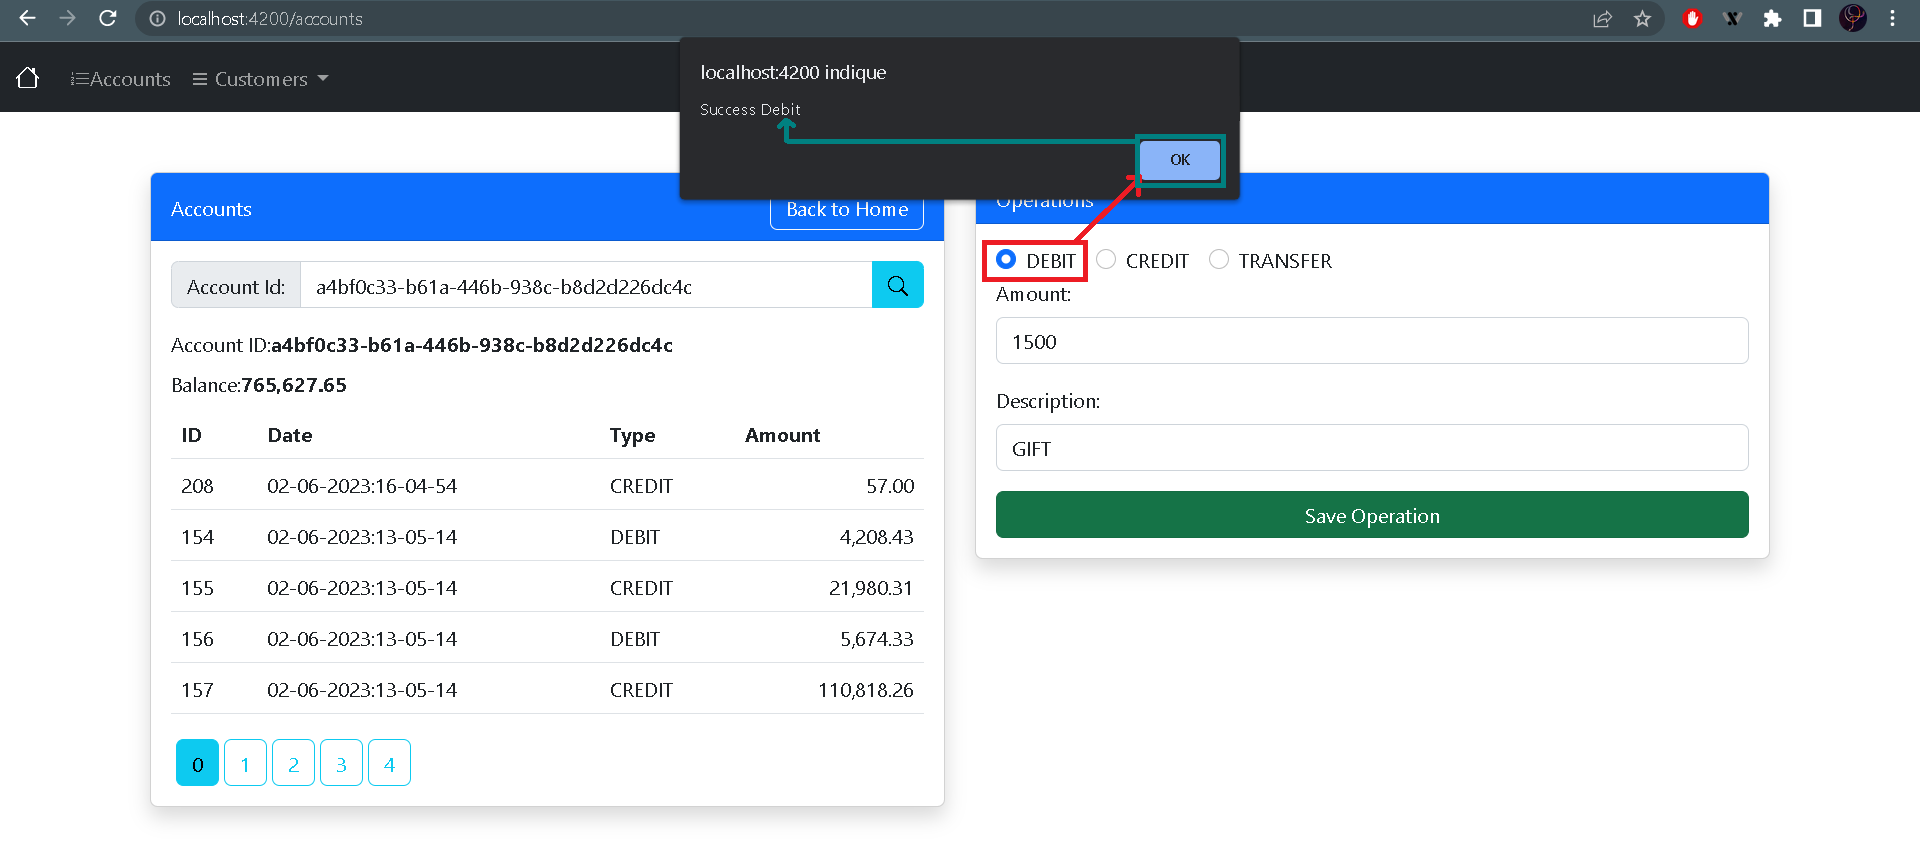 localhost:4200/accounts
Accounts
Customers
localhost:4200 indique
Success Debit
OK
Accounts
Back to Home
Account Id:
a4bf0c33-b61a-446b-938c-b8d2d226dc4c
Account ID:a4bf0c33-b61a-446b-938c-b8d2d226dc4c
Balance:765,627.65
ID Date Type Amount
208 02-06-2023:16-04-54 CREDIT 57.00
154 02-06-2023:13-05-14 DEBIT 4,208.43
155 02-06-2023:13-05-14 CREDIT 21,980.31
156 02-06-2023:13-05-14 DEBIT 5,674.33
157 02-06-2023:13-05-14 CREDIT 110,818.26
0 1 2 3 4
Operations
DEBIT CREDIT TRANSFER
Amount:
1500
Description:
GIFT
Save Operation